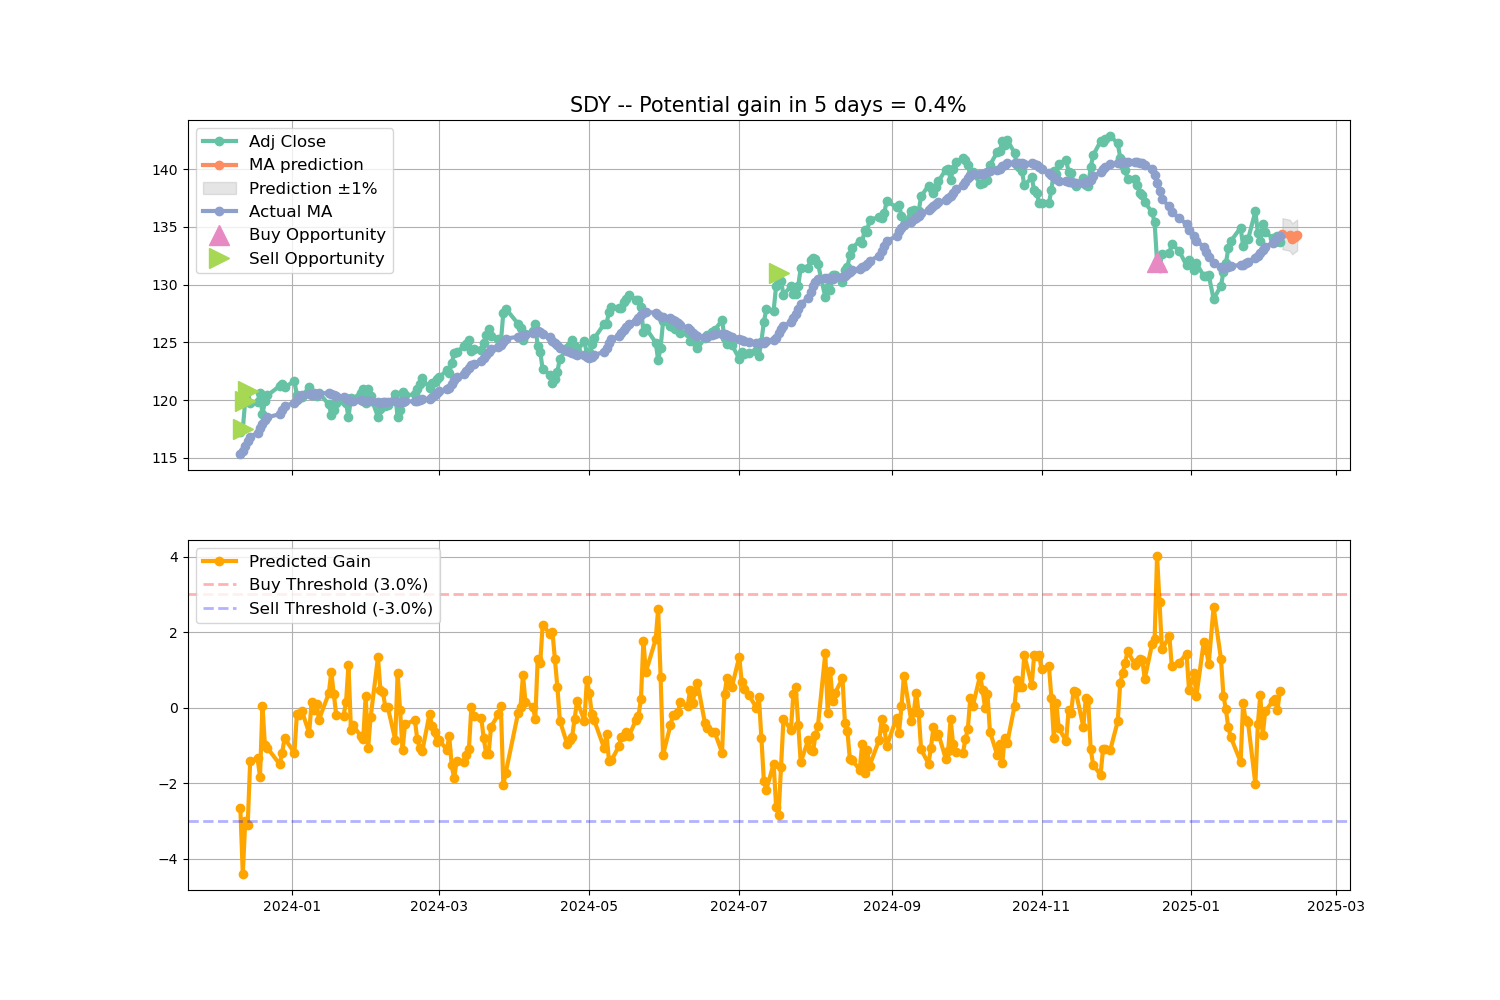 SDY -- Potential gain in 5 days = 0.4%
Adj Close
MA prediction
Prediction ±1%
Actual MA
Buy Opportunity
Sell Opportunity
140
135
130
125
120
115
Predicted Gain
Buy Threshold (3.0%)
Sell Threshold (-3.0%)
4
2
0
−2
−4
2024-01 2024-03 2024-05 2024-07 2024-09 2024-11 2025-01 2025-03